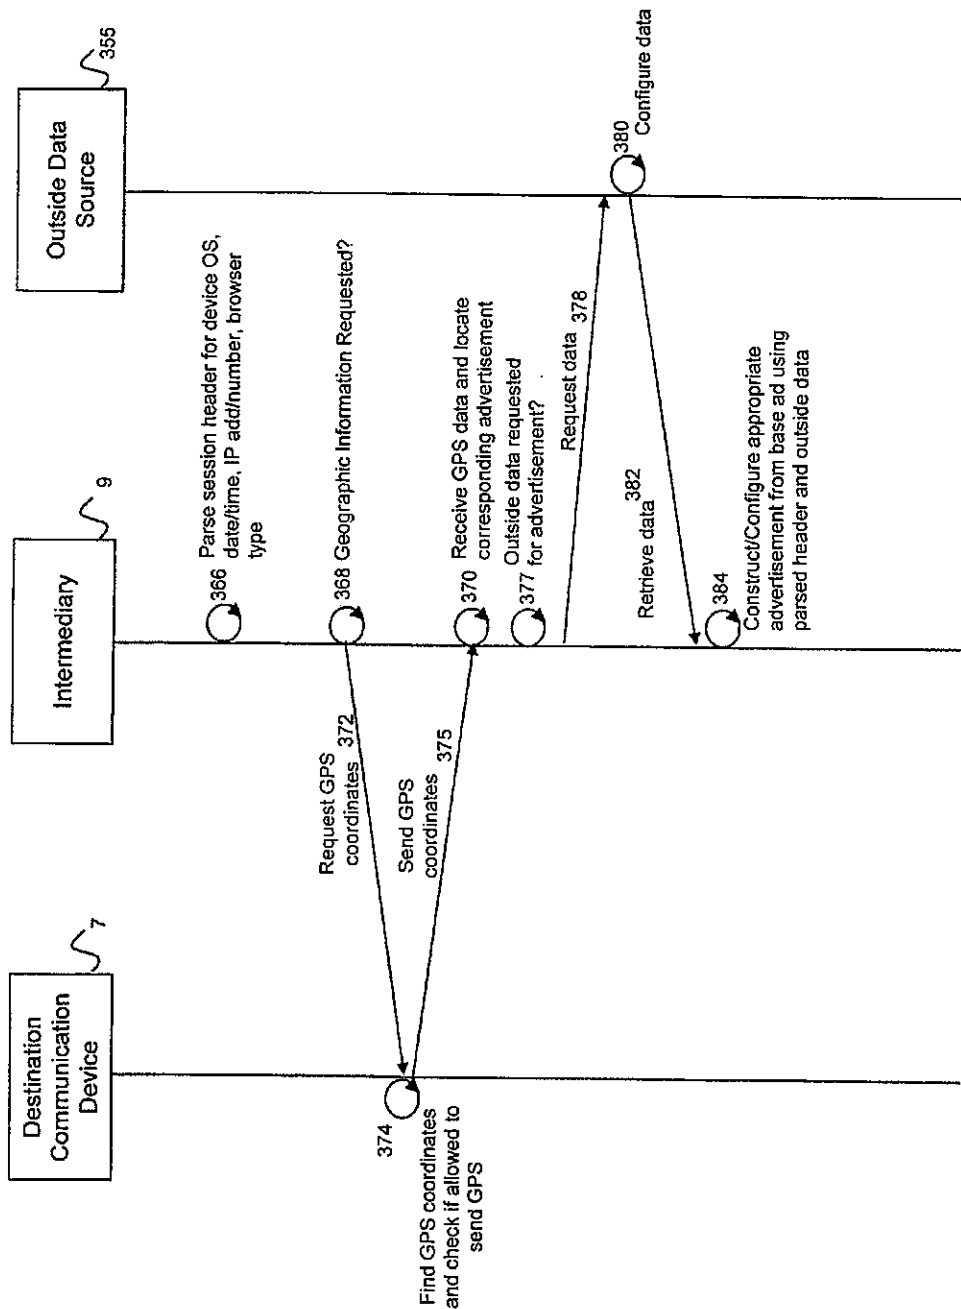 Destination
Communication
Device
7
Intermediary
9
Outside Data
Source
355
366 Parse session header for device OS,
date/time, IP add/number, browser
type
368 Geographic Information Requested?
Request GPS
coordinates 372
374
Find GPS coordinates
and check if allowed to
send GPS
Send GPS
coordinates 375
370 Receive GPS data and locate
corresponding advertisement
377 Outside data requested
for advertisement?
Request data 378
380
Configure data
Retrieve data 382
384
Construct/Configure appropriate
advertisement from base ad using
parsed header and outside data